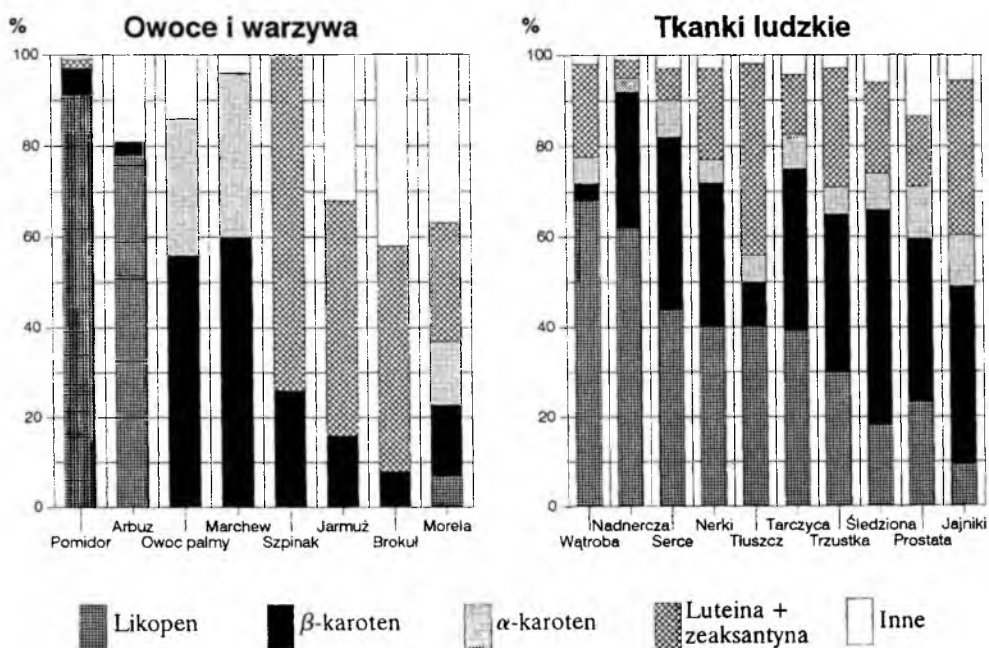 % Owoce i warzywa
100
80
60
40
20
0
Arbuz Marchew Jarmuż Morela
Pomidor Owoc palmy Szpinak Brokuł
% Tkanki ludzkie
100
80
60
40
20
0
Nadnercza Nerki Tarczyca Śledziona Jajniki
Wątroba Serce Tłuszcz Trzustka Prostata
Likopen
β-karoten
α-karoten
Luteina +
zeaksantyna
Inne